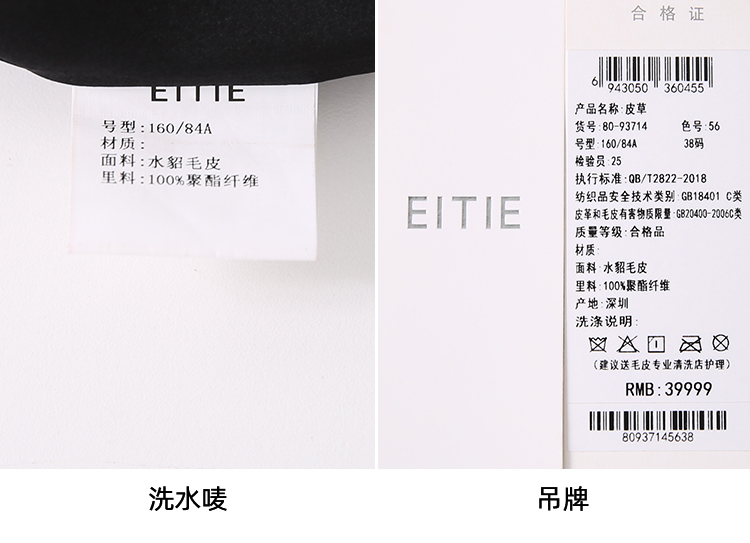 EITIE
号型:160/84A
材质:
面料:水貂毛皮
里料:100%聚酯纤维
洗水唛
EITIE
合格证
6 943050 360455
产品名称:皮草
货号:80-93714 色号:56
号型:160/84A 38码
检验员:25
执行标准:QB/T2822-2018
纺织品安全技术类别:GB18401 C类
皮革和毛皮有害物质限量:GB20400-2006C类
质量等级:合格品
材质:
面料:水貂毛皮
里料:100%聚酯纤维
产地:深圳
洗涤说明:
(建议送毛皮专业清洗店护理)
RMB:39999
80937145638
吊牌